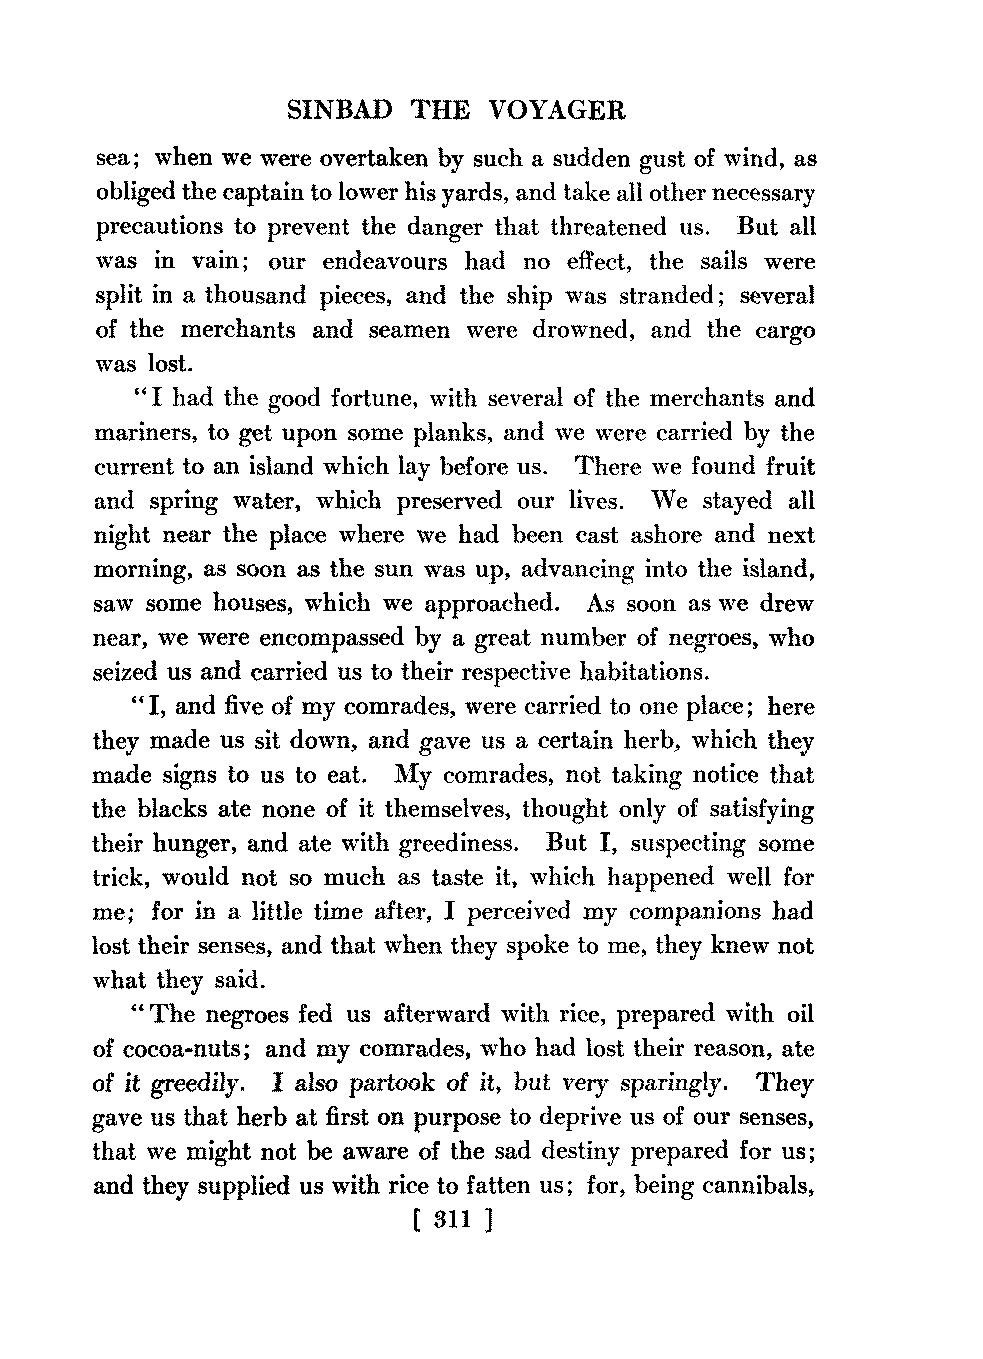 SINBAD THE VOYAGER
sea; when we were overtaken by such a sudden gust of wind, as
obliged the captain to lower his yards, and take all other necessary
precautions to prevent the danger that threatened us. But all
was in vain; our endeavours had no effect, the sails were
split in a thousand pieces, and the ship was stranded; several
of the merchants and seamen were drowned, and the cargo
was lost.
“I had the good fortune, with several of the merchants and
mariners, to get upon some planks, and we were carried by the
current to an island which lay before us. There we found fruit
and spring water, which preserved our lives. We stayed all
night near the place where we had been cast ashore and next
morning, as soon as the sun was up, advancing into the island,
saw some houses, which we approached. As soon as we drew
near, we were encompassed by a great number of negroes, who
seized us and carried us to their respective habitations.
“I, and five of my comrades, were carried to one place; here
they made us sit down, and gave us a certain herb, which they
made signs to us to eat. My comrades, not taking notice that
the blacks ate none of it themselves, thought only of satisfying
their hunger, and ate with greediness. But I, suspecting some
trick, would not so much as taste it, which happened well for
me; for in a little time after, I perceived my companions had
lost their senses, and that when they spoke to me, they knew not
what they said.
“The negroes fed us afterward with rice, prepared with oil
of cocoa-nuts; and my comrades, who had lost their reason, ate
of it greedily. I also partook of it, but very sparingly. They
gave us that herb at first on purpose to deprive us of our senses,
that we might not be aware of the sad destiny prepared for us;
and they supplied us with rice to fatten us; for, being cannibals,
[ 311 ]